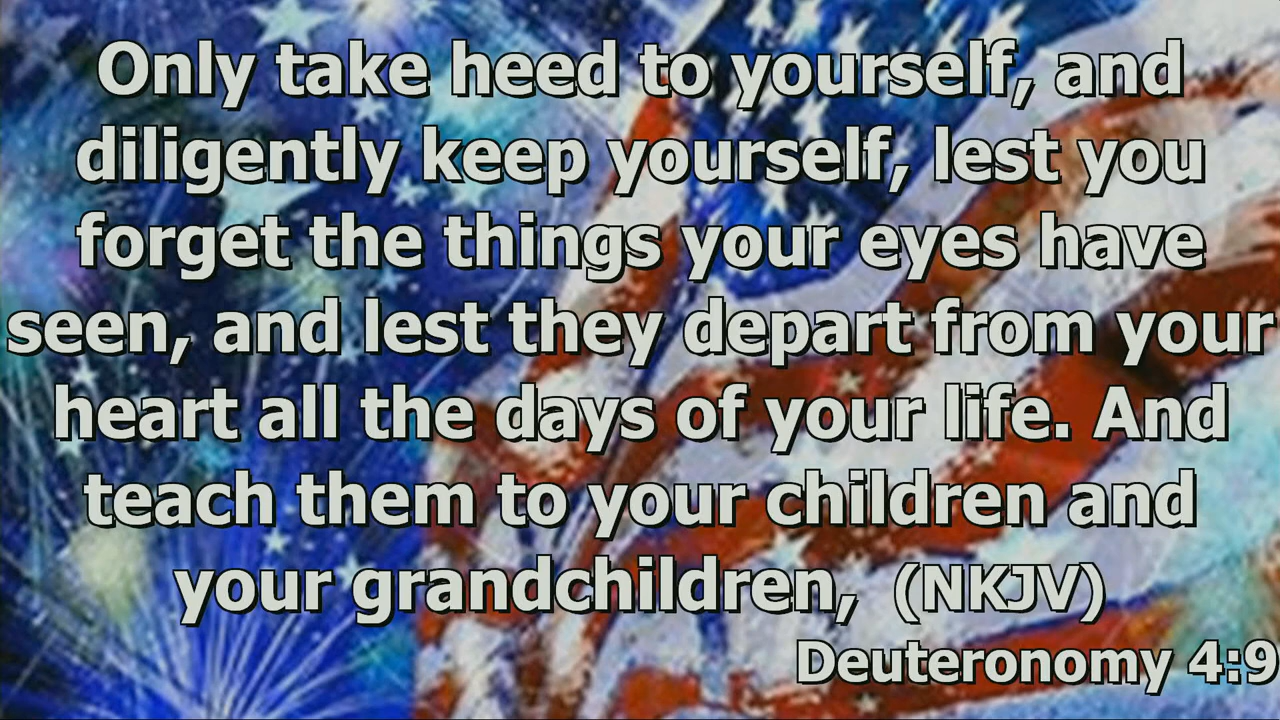 Only take heed to yourself, and
diligently keep yourself, lest you
forget the things your eyes have
seen, and lest they depart from your
heart all the days of your life. And
teach them to your children and
your grandchildren, (NKJV)
Deuteronomy 4:9